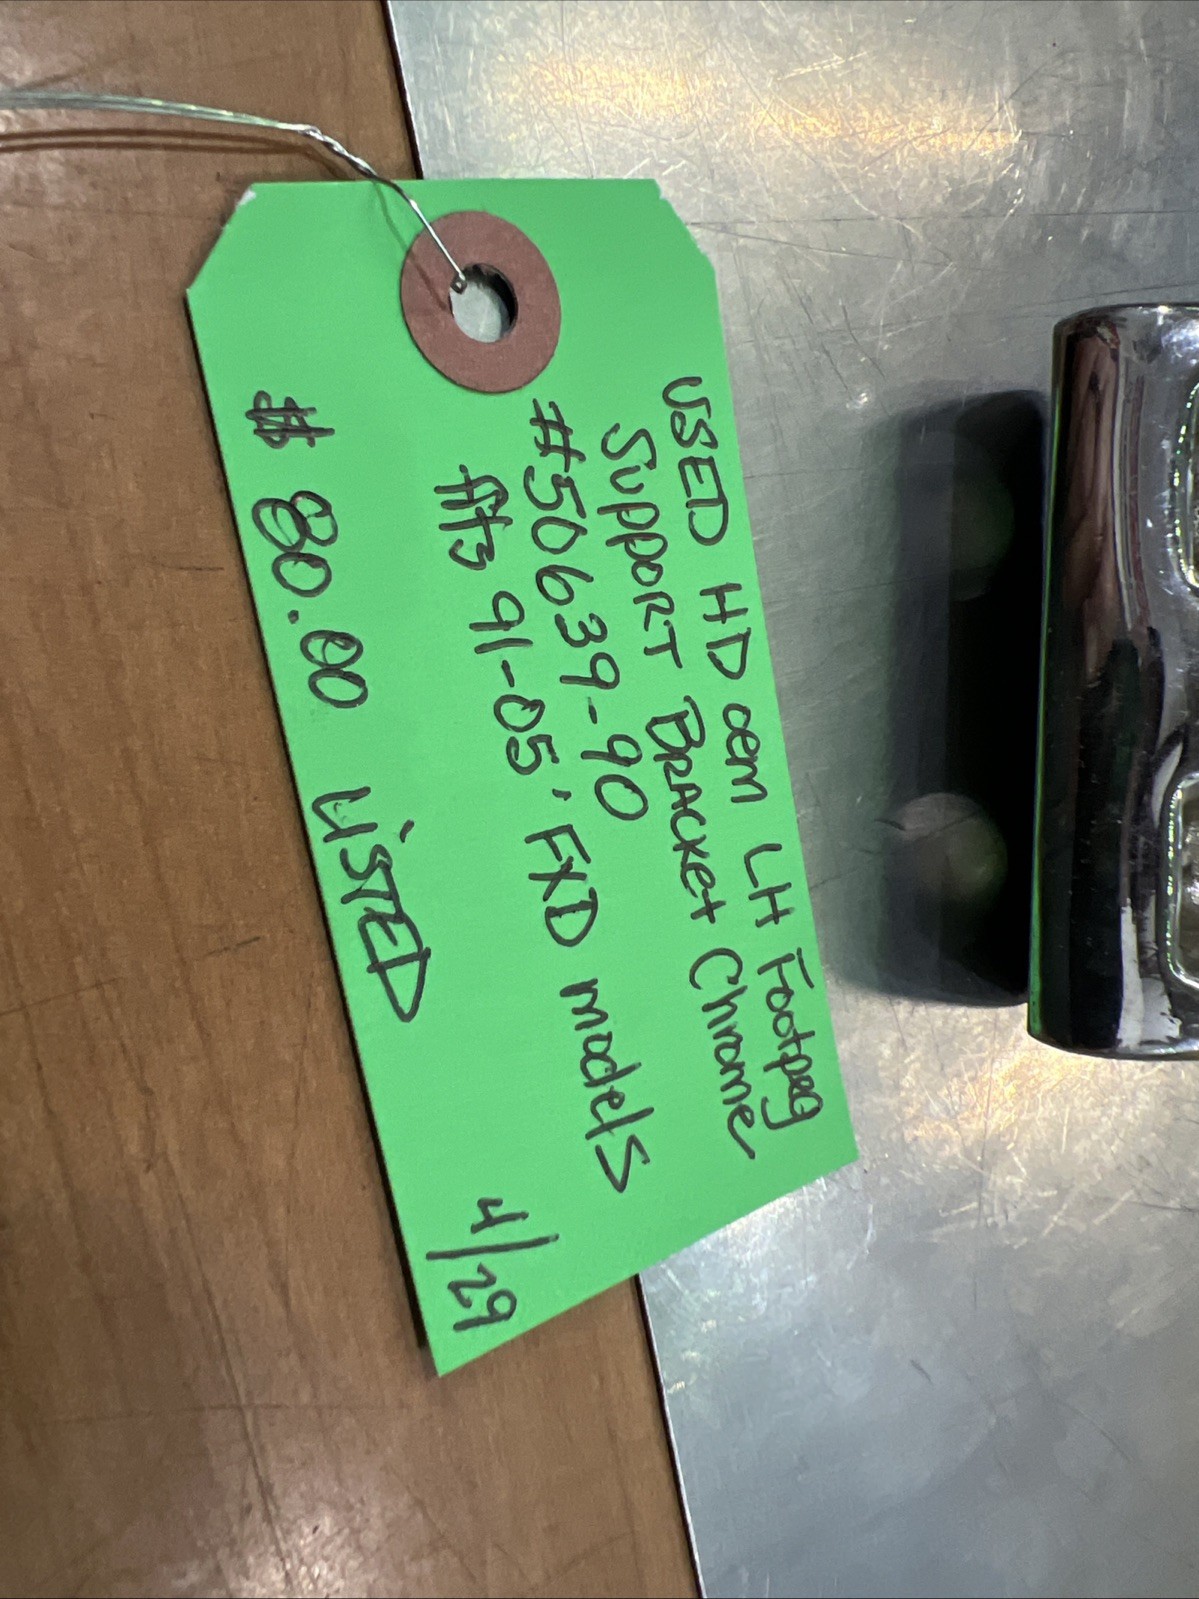 USED HD oem LH Footpeg
Support Bracket Chrome
#50639-90
fits 91-05' FXD models
4/29
$ 80.00 LiSTED